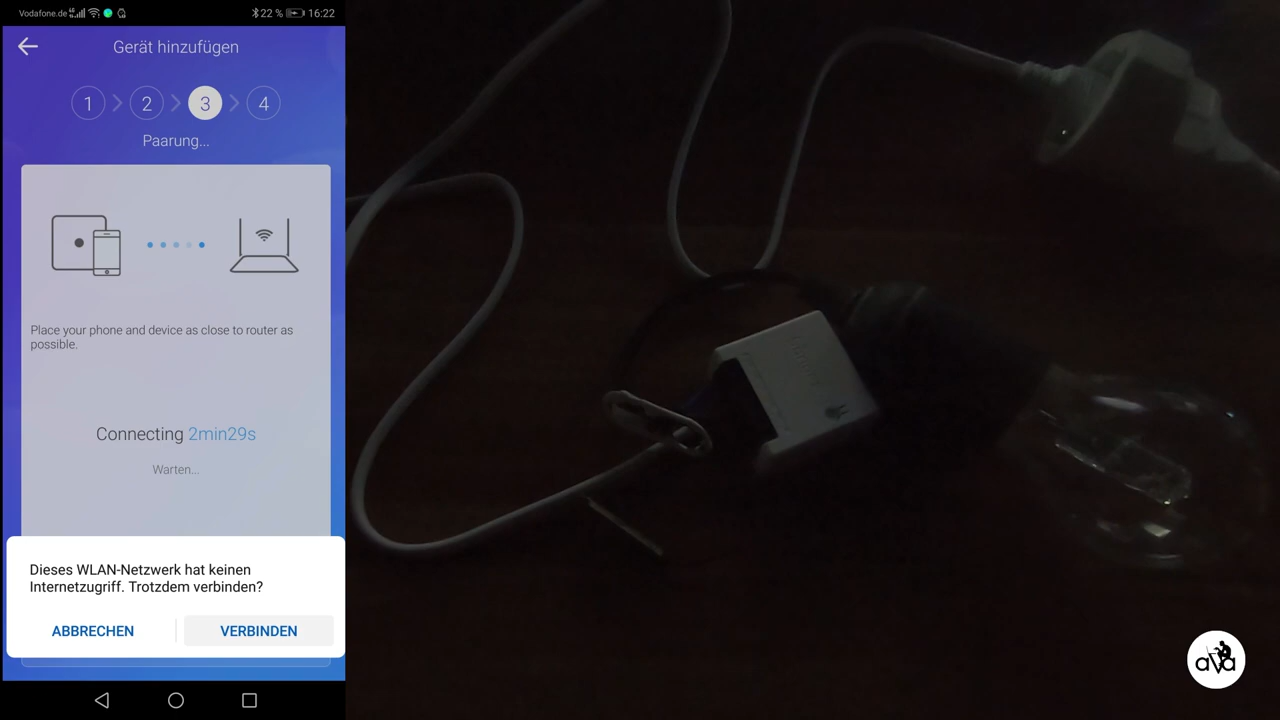 Vodafone.de
22 %
16:22
Gerät hinzufügen
1
2
3
4
Paarung...
Place your phone and device as close to router as
possible.
Connecting 2min29s
Warten...
Dieses WLAN-Netzwerk hat keinen
Internetzugriff. Trotzdem verbinden?
ABBRECHEN
VERBINDEN
ava